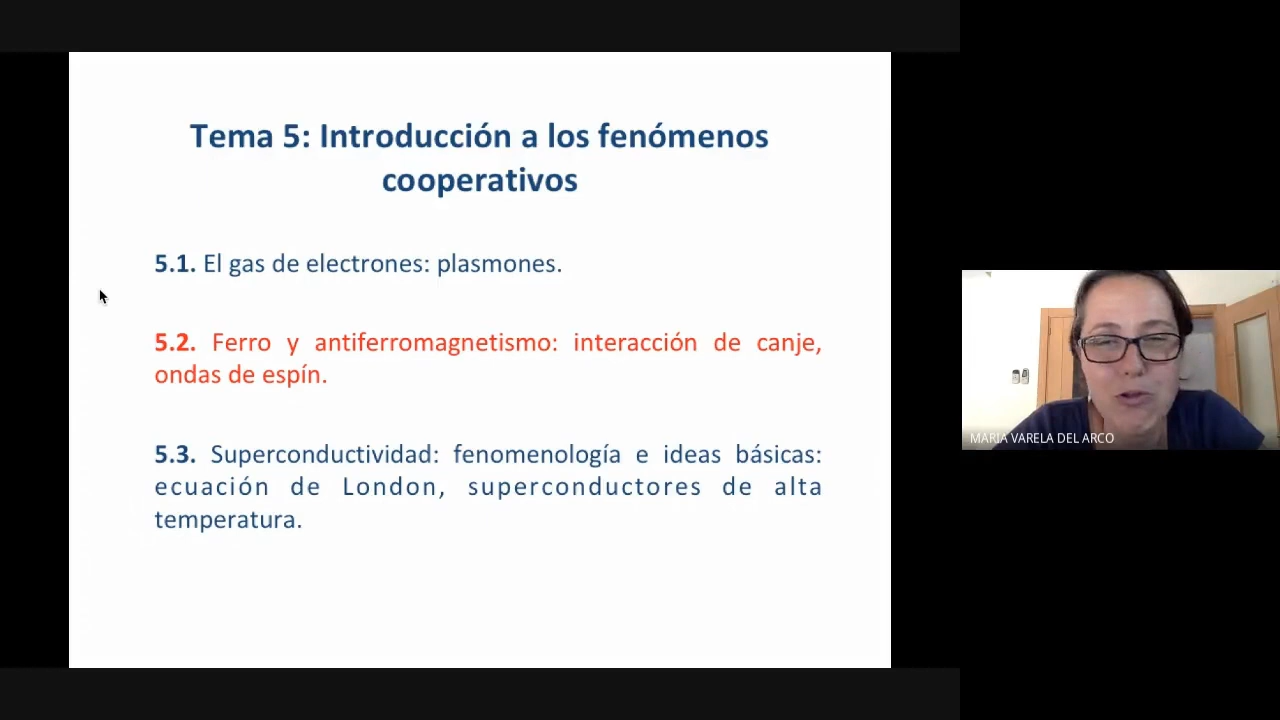 Tema 5: Introducción a los fenómenos
cooperativos
5.1. El gas de electrones: plasmones.
5.2. Ferro y antiferromagnetismo: interacción de canje,
ondas de espín.
5.3. Superconductividad: fenomenología e ideas básicas:
ecuación de London, superconductores de alta
temperatura.
MARIA VARELA DEL ARCO